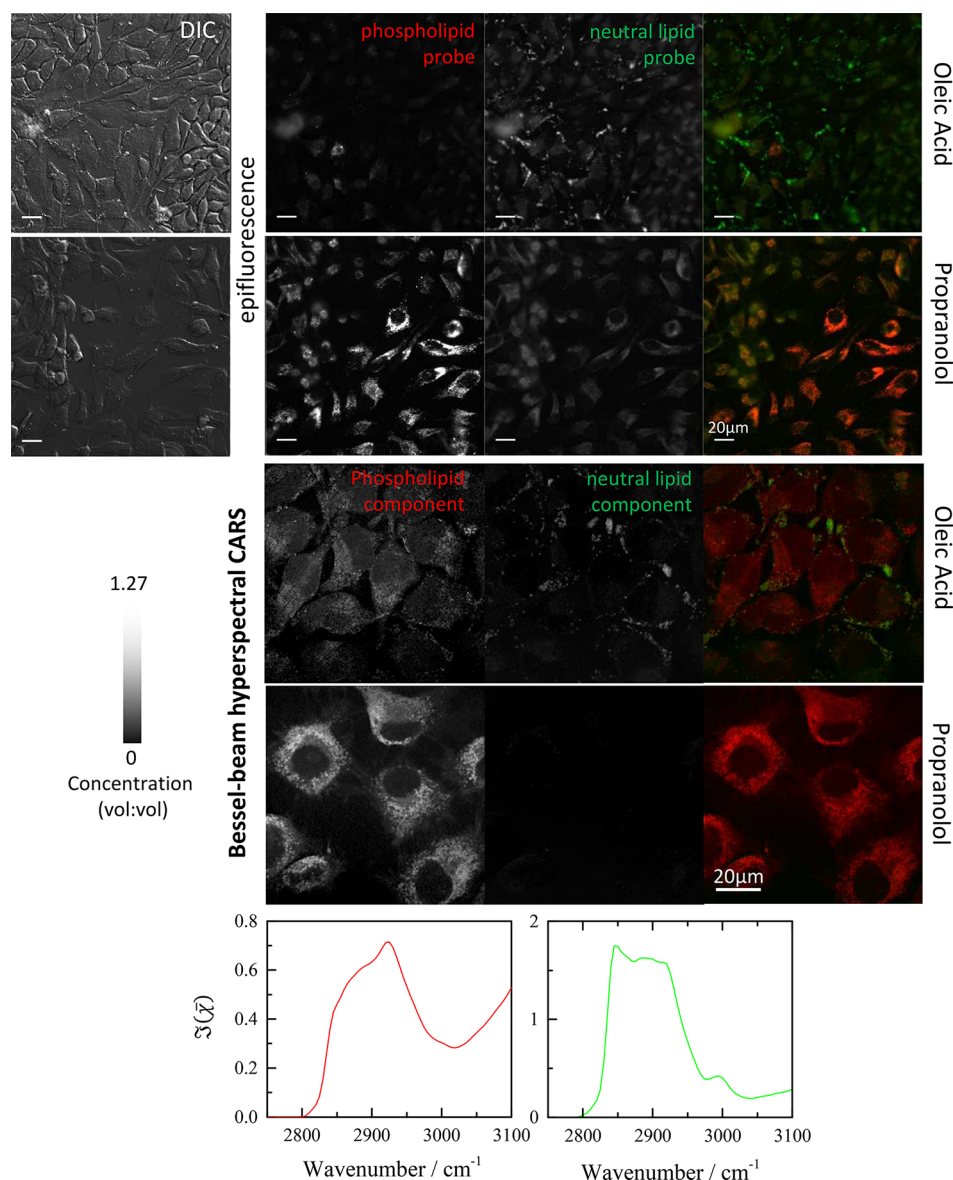 DIC
phospholipid
probe
neutral lipid
probe
Oleic Acid
epifluorescence
Propranolol
20µm
Phospholipid
component
neutral lipid
component
Oleic Acid
Bessel-beam hyperspectral CARS
1.27
0
Concentration
(vol:vol)
Propranolol
20µm
0.8
0.6
0.4
0.2
0.0
ℑ(χ̄)
2800 2900 3000 3100
Wavenumber / cm⁻¹
2
1
0
2800 2900 3000 3100
Wavenumber / cm⁻¹